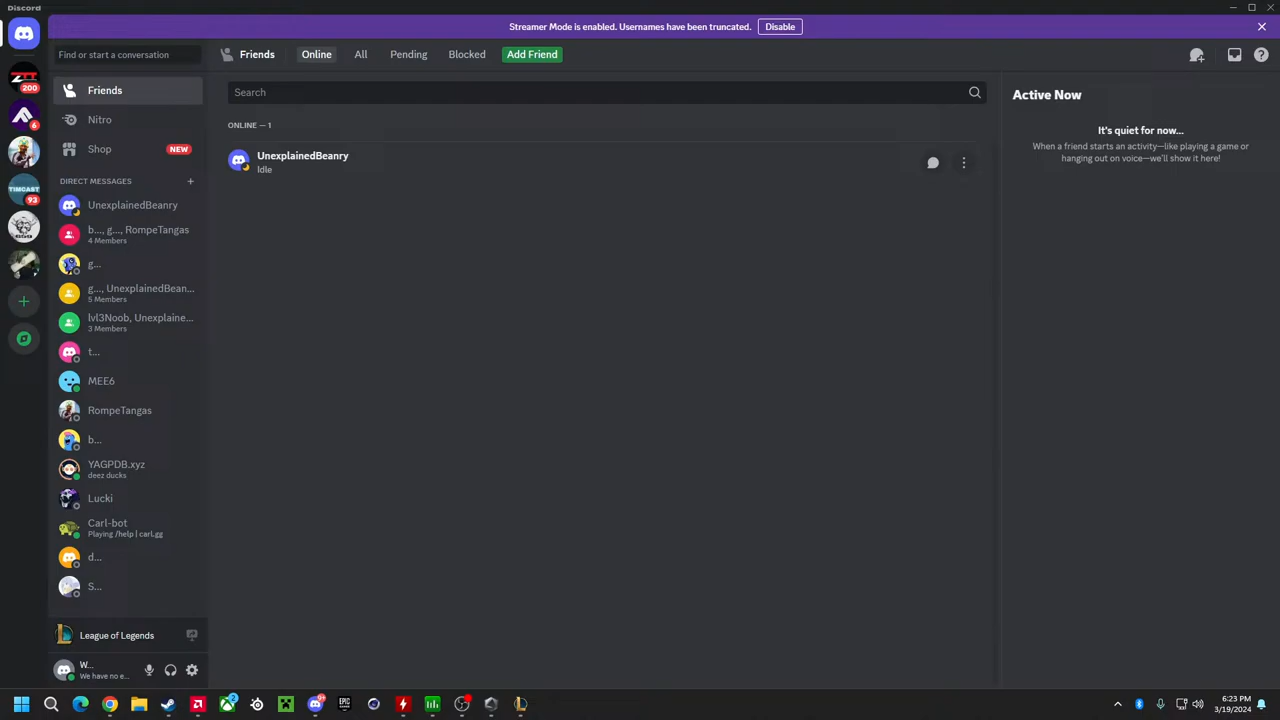 Discord
Streamer Mode is enabled. Usernames have been truncated.
Disable
Find or start a conversation
Friends
Online
All
Pending
Blocked
Add Friend
200
6
TIMCAST
93
Friends
Nitro
Shop
NEW
DIRECT MESSAGES
UnexplainedBeanry
b..., g..., RompeTangas
4 Members
g...
g..., UnexplainedBean...
5 Members
lvl3Noob, Unexplaine...
3 Members
t...
MEE6
RompeTangas
b...
YAGPDB.xyz
deez ducks
Lucki
Carl-bot
Playing /help | carl.gg
d...
S...
League of Legends
W...
We have no e...
Search
ONLINE — 1
UnexplainedBeanry
Idle
Active Now
It's quiet for now...
When a friend starts an activity—like playing a game or
hanging out on voice—we'll show it here!
2
9+
EPIC
6:23 PM
3/19/2024